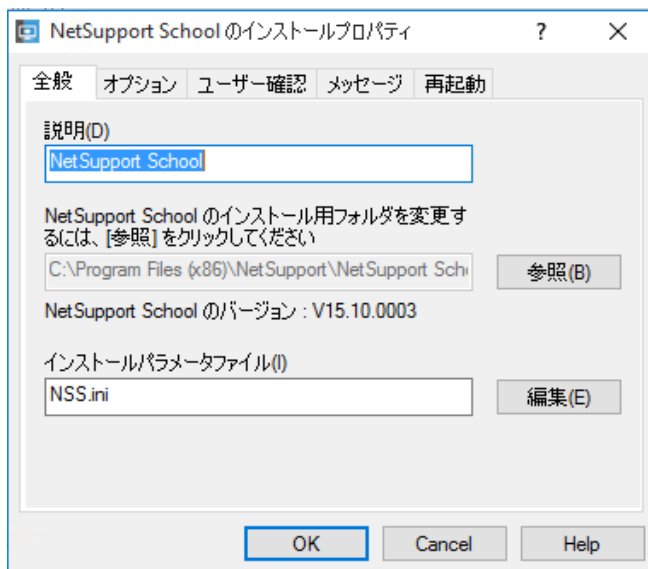 NetSupport School のインストールプロパティ
全般 オプション ユーザー確認 メッセージ 再起動
説明(D)
NetSupport School
NetSupport School のインストール用フォルダを変更す
るには、[参照] をクリックしてください
C:\Program Files (x86)\NetSupport\NetSupport Sch
参照(B)
NetSupport School のバージョン : V15.10.0003
インストールパラメータファイル(I)
NSS.ini
編集(E)
OK Cancel Help